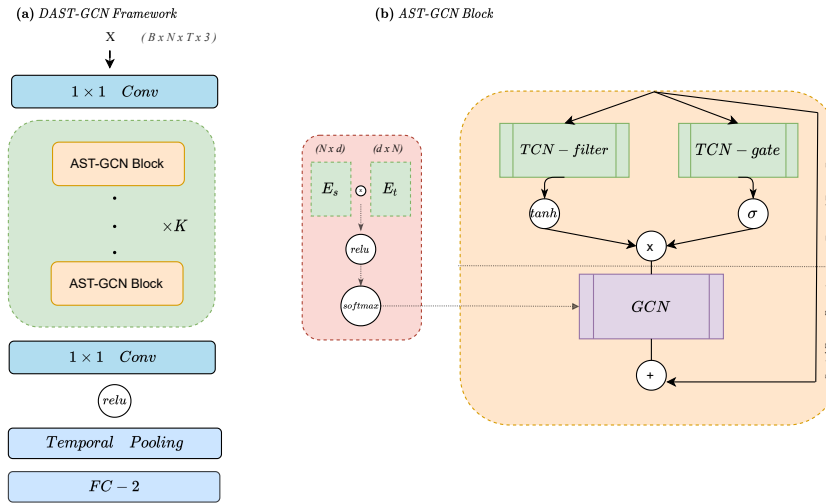 (a) DAST-GCN Framework
X (B x N x T x 3)
1 × 1 Conv
AST-GCN Block
×K
AST-GCN Block
1 × 1 Conv
relu
Temporal Pooling
FC − 2
(b) AST-GCN Block
(N x d) (d x N)
E_s x E_t
relu
softmax
TCN − filter TCN − gate
tanh σ
x
GCN
+